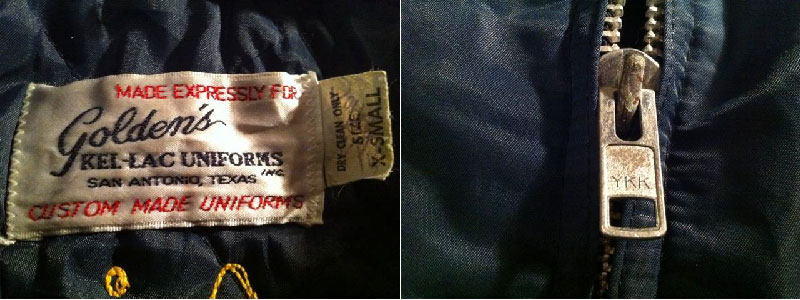 MADE EXPRESSLY FOR
Golden's
KEL-LAC UNIFORMS
INC.
SAN ANTONIO, TEXAS
CUSTOM MADE UNIFORMS
DRY CLEAN ONLY
SIZE
X-SMALL
YKK